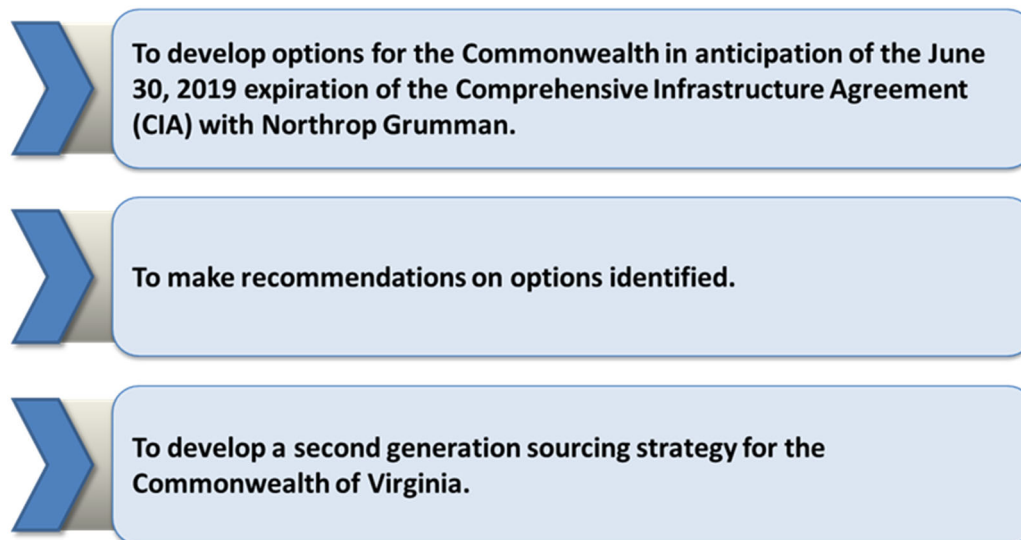 To develop options for the Commonwealth in anticipation of the June
30, 2019 expiration of the Comprehensive Infrastructure Agreement
(CIA) with Northrop Grumman.
To make recommendations on options identified.
To develop a second generation sourcing strategy for the
Commonwealth of Virginia.